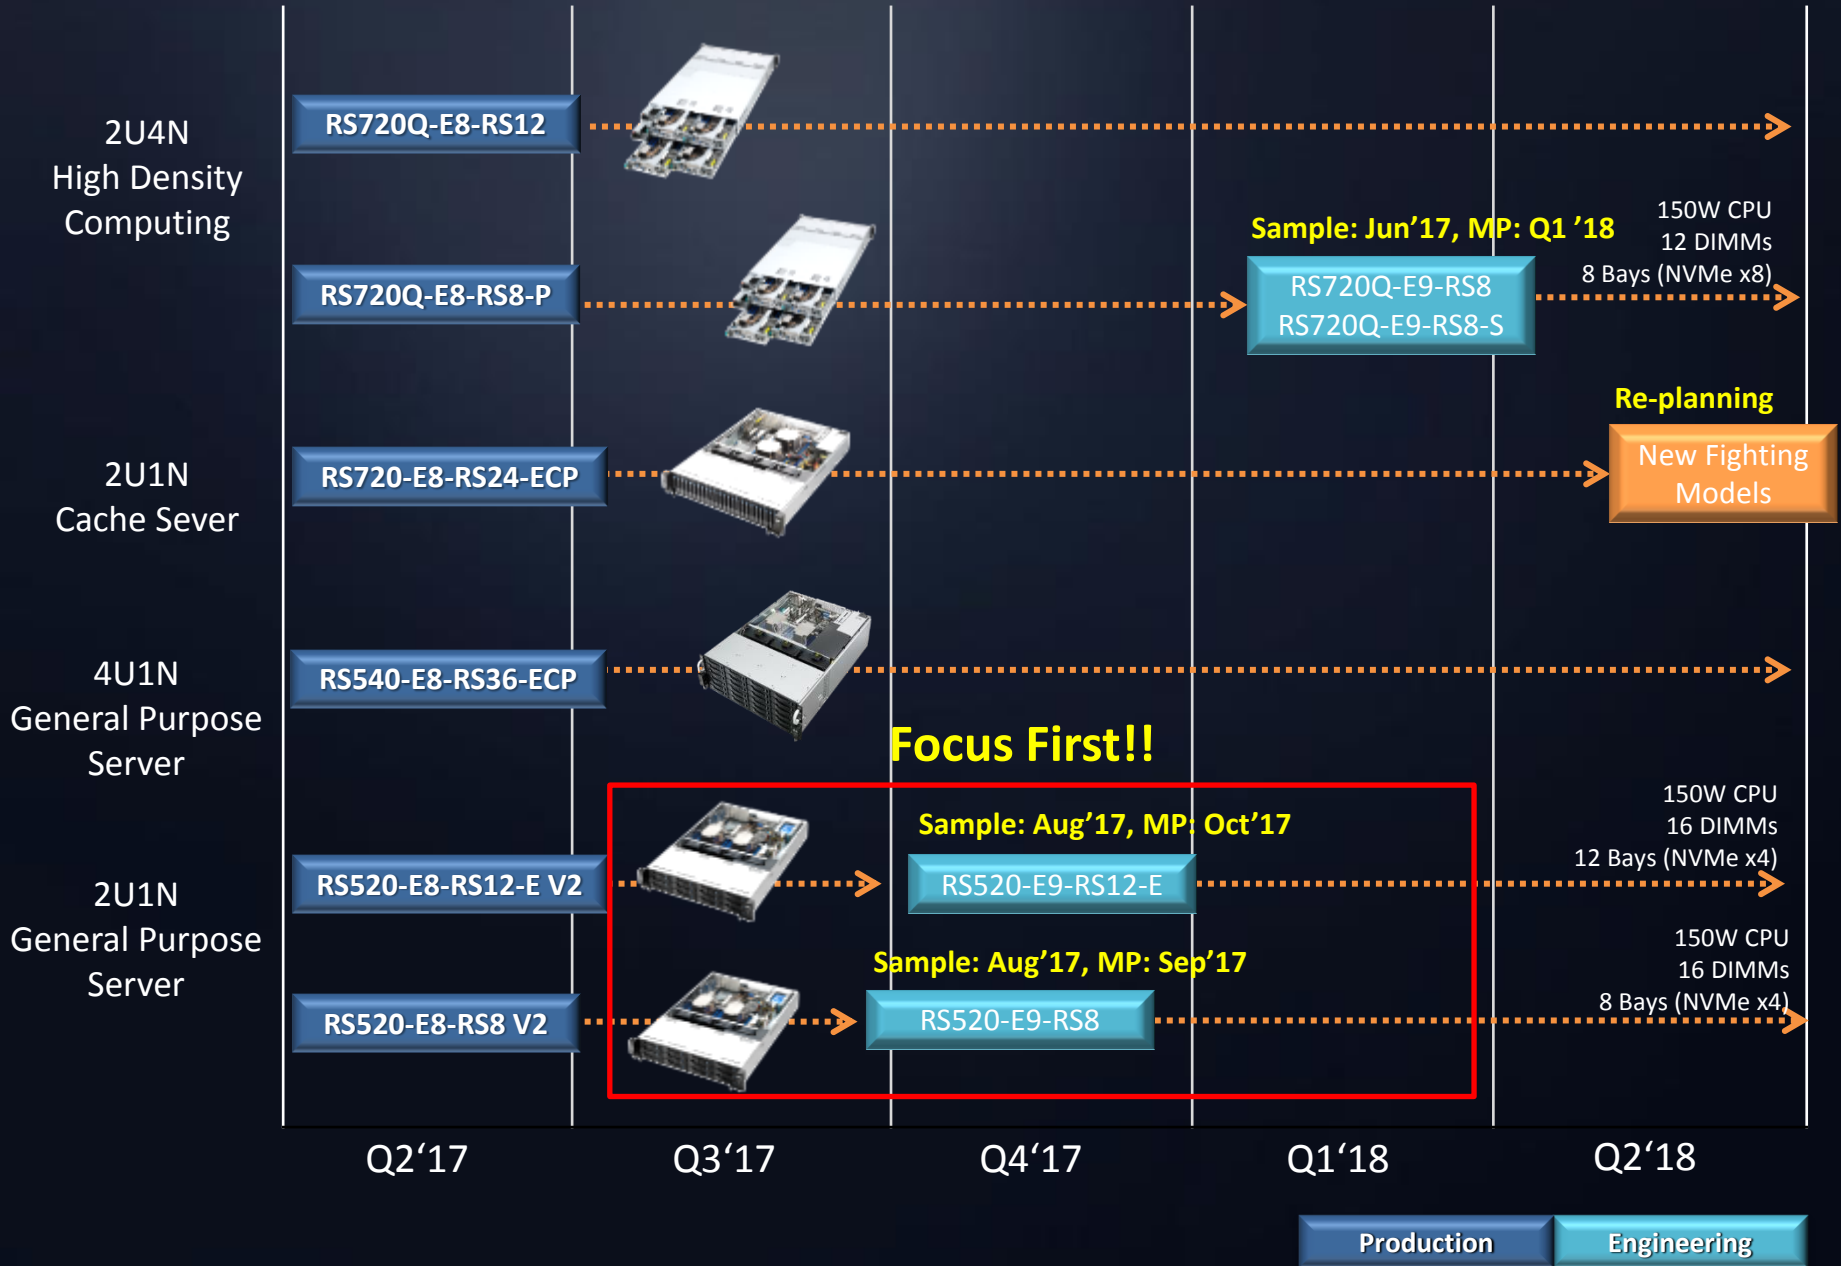 2U4N
High Density
Computing
RS720Q-E8-RS12
RS720Q-E8-RS8-P
Sample: Jun’17, MP: Q1 ’18
RS720Q-E9-RS8
RS720Q-E9-RS8-S
150W CPU
12 DIMMs
8 Bays (NVMe x8)
2U1N
Cache Sever
RS720-E8-RS24-ECP
Re-planning
New Fighting
Models
4U1N
General Purpose
Server
RS540-E8-RS36-ECP
Focus First!!
2U1N
General Purpose
Server
RS520-E8-RS12-E V2
Sample: Aug’17, MP: Oct’17
RS520-E9-RS12-E
150W CPU
16 DIMMs
12 Bays (NVMe x4)
RS520-E8-RS8 V2
Sample: Aug’17, MP: Sep’17
RS520-E9-RS8
150W CPU
16 DIMMs
8 Bays (NVMe x4)
Q2‘17
Q3‘17
Q4‘17
Q1‘18
Q2‘18
Production
Engineering